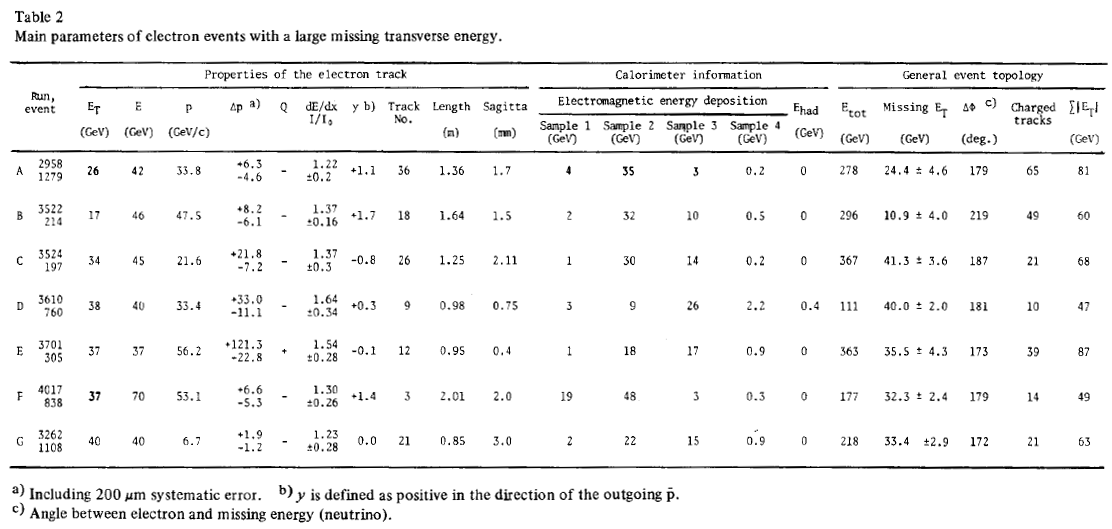 Table 2
Main parameters of electron events with a large missing transverse energy.
Properties of the electron track Calorimeter information General event topology
Run, event E_T (GeV) E (GeV) p (GeV/c) Δp a) Q dE/dx I/I₀ y b) Track No. Length (m) Sagitta (mm) Electromagnetic energy deposition Sample 1 (GeV) Sample 2 (GeV) Sample 3 (GeV) Sample 4 (GeV) E_had (GeV) E_tot (GeV) Missing E_T (GeV) ΔΦ c) (deg.) Charged tracks Σ|E_T| (GeV)
A 2958 1279 26 42 33.8 +6.3 -4.6 - 1.22 ±0.2 +1.1 36 1.36 1.7 4 35 3 0.2 0 278 24.4 ± 4.6 179 65 81
B 3522 214 17 46 47.5 +8.2 -6.1 - 1.37 ±0.16 +1.7 18 1.64 1.5 2 32 10 0.5 0 296 10.9 ± 4.0 219 49 60
C 3524 197 34 45 21.6 +21.8 -7.2 - 1.37 ±0.3 -0.8 26 1.25 2.11 1 30 14 0.2 0 367 41.3 ± 3.6 187 21 68
D 3610 760 38 40 33.4 +33.0 -11.1 - 1.64 ±0.34 +0.3 9 0.98 0.75 3 9 26 2.2 0.4 111 40.0 ± 2.0 181 10 47
E 3701 305 37 37 56.2 +121.3 -22.8 + 1.54 ±0.28 -0.1 12 0.95 0.4 1 18 17 0.9 0 363 35.5 ± 4.3 173 39 87
F 4017 838 37 70 53.1 +6.6 -5.3 - 1.30 ±0.26 +1.4 3 2.01 2.0 19 48 3 0.3 0 177 32.3 ± 2.4 179 14 49
G 3262 1108 40 40 6.7 +1.9 -1.2 - 1.23 ±0.28 0.0 21 0.85 3.0 2 22 15 0.9 0 218 33.4 ±2.9 172 21 63
a) Including 200 μm systematic error. b) y is defined as positive in the direction of the outgoing p̄.
c) Angle between electron and missing energy (neutrino).